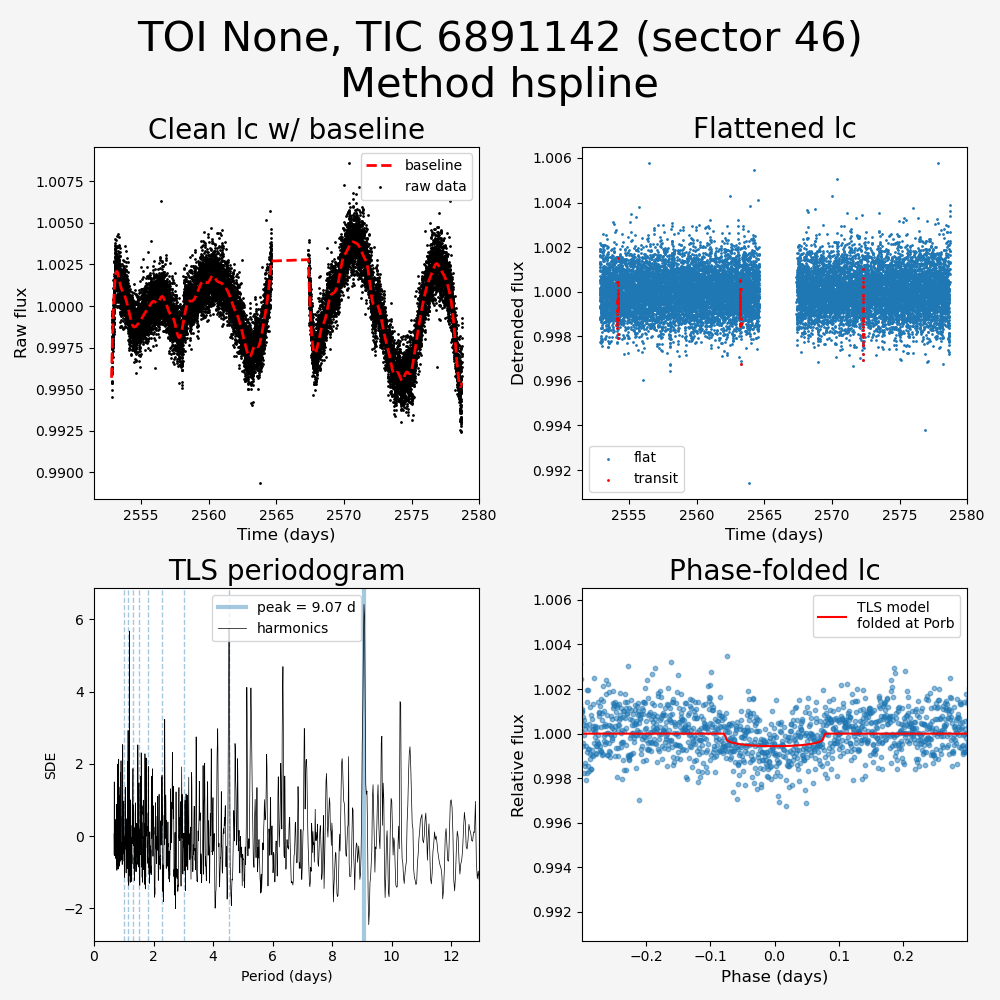 TOI None, TIC 6891142 (sector 46)
Method hspline
Clean lc w/ baseline
Raw flux
1.0075
1.0050
1.0025
1.0000
0.9975
0.9950
0.9925
0.9900
baseline
raw data
2555
2560
2565
2570
2575
2580
Time (days)
Flattened lc
Detrended flux
1.006
1.004
1.002
1.000
0.998
0.996
0.994
0.992
flat
transit
2555
2560
2565
2570
2575
2580
Time (days)
TLS periodogram
SDE
6
4
2
0
−2
peak = 9.07 d
harmonics
0
2
4
6
8
10
12
Period (days)
Phase-folded lc
Relative flux
1.006
1.004
1.002
1.000
0.998
0.996
0.994
0.992
TLS model
folded at Porb
−0.2
−0.1
0.0
0.1
0.2
Phase (days)